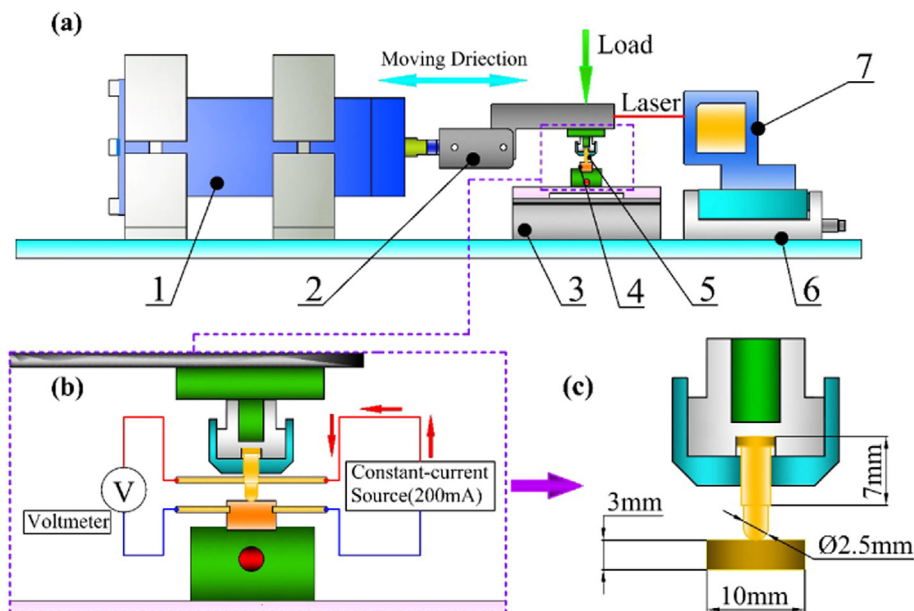 (a)
Load
Moving Driection
Laser
7
1
2
3
4
5
6
(b)
(c)
Constant-current
Source(200mA)
V
Voltmeter
7mm
3mm
Ø2.5mm
10mm